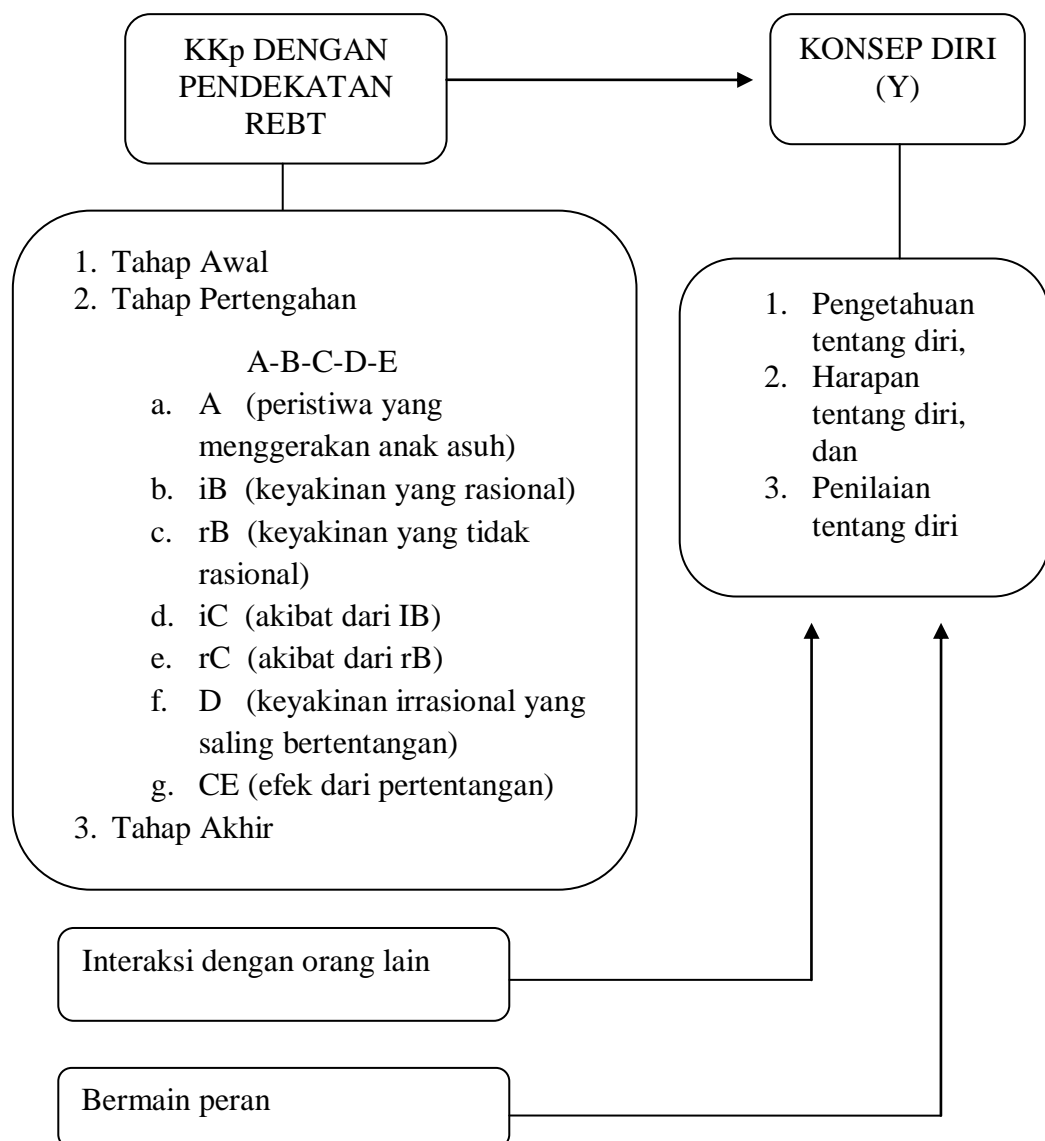 KKp DENGAN
PENDEKATAN
REBT
KONSEP DIRI
(Y)
1. Tahap Awal
2. Tahap Pertengahan
A-B-C-D-E
a. A (peristiwa yang
menggerakan anak asuh)
b. iB (keyakinan yang rasional)
c. rB (keyakinan yang tidak
rasional)
d. iC (akibat dari IB)
e. rC (akibat dari rB)
f. D (keyakinan irrasional yang
saling bertentangan)
g. CE (efek dari pertentangan)
3. Tahap Akhir
1. Pengetahuan
tentang diri,
2. Harapan
tentang diri,
dan
3. Penilaian
tentang diri
Interaksi dengan orang lain
Bermain peran